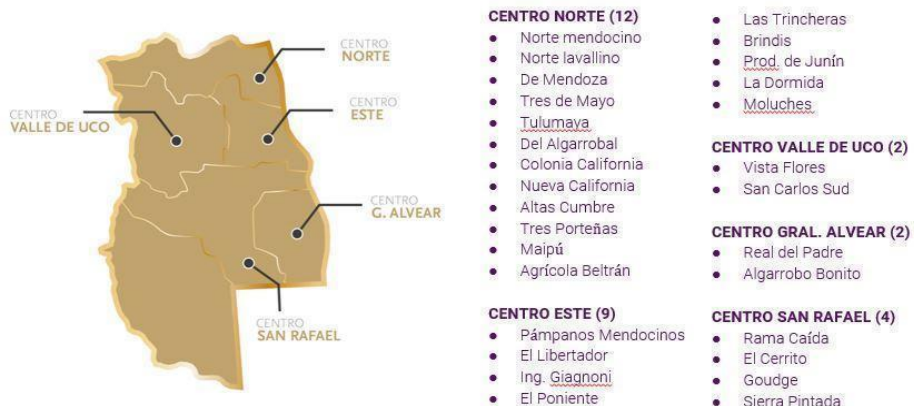 CENTRO
NORTE
CENTRO
ESTE
CENTRO
VALLE DE UCO
CENTRO
G. ALVEAR
CENTRO
SAN RAFAEL
CENTRO NORTE (12)
● Norte mendocino
● Norte lavallino
● De Mendoza
● Tres de Mayo
● Tulumaya
● Del Algarrobal
● Colonia California
● Nueva California
● Altas Cumbre
● Tres Porteñas
● Maipú
● Agrícola Beltrán
CENTRO ESTE (9)
● Pámpanos Mendocinos
● El Libertador
● Ing. Giagnoni
● El Poniente
● Las Trincheras
● Brindis
● Prod. de Junín
● La Dormida
● Moluches
CENTRO VALLE DE UCO (2)
● Vista Flores
● San Carlos Sud
CENTRO GRAL. ALVEAR (2)
● Real del Padre
● Algarrobo Bonito
CENTRO SAN RAFAEL (4)
● Rama Caída
● El Cerrito
● Goudge
● Sierra Pintada